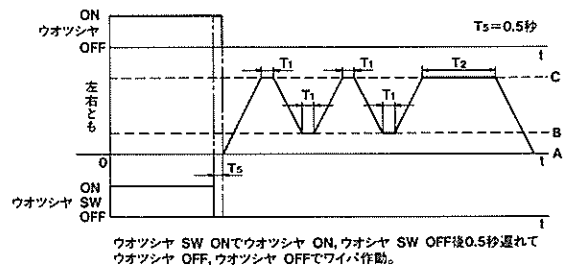 ON
ウオツシヤ
OFF
T5=0.5秒
t
T1
T1
T2
C
左右とも
T1
T1
B
A
0
t
T5
ON
ウオツシヤ
SW
OFF
t
ウオツシヤ SW ONでウオツシヤ ON, ウオシヤ SW OFF後0.5秒遅れて
ウオツシヤ OFF, ウオツシヤ OFFでワイパ作動。